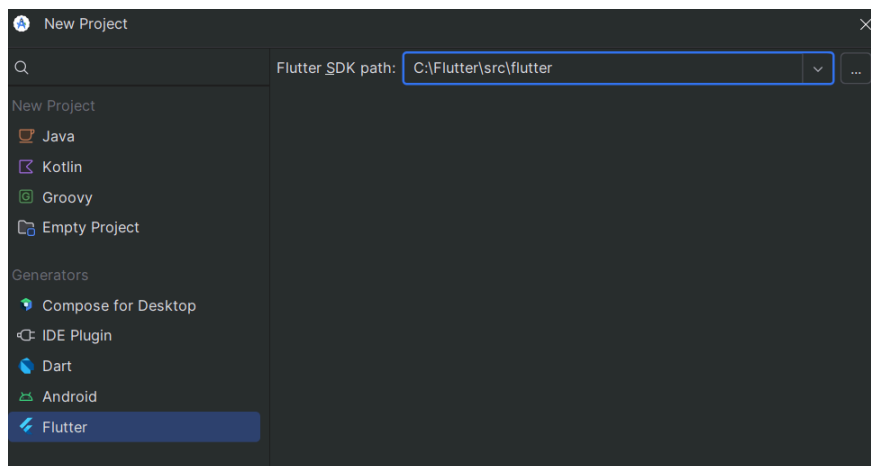 New Project
Flutter SDK path: C:\Flutter\src\flutter ...
New Project
Java
Kotlin
G Groovy
Empty Project
Generators
Compose for Desktop
IDE Plugin
Dart
Android
Flutter